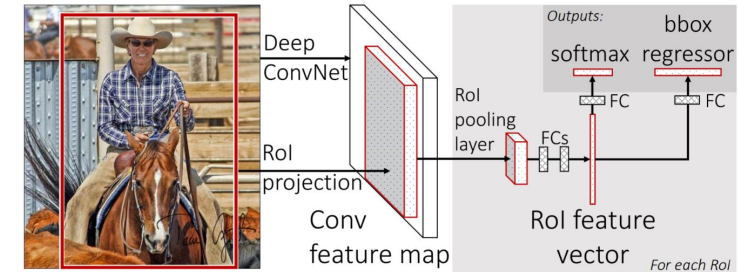 Deep
ConvNet
RoI
projection
Conv
feature map
RoI
pooling
layer
FCs
RoI feature
vector
Outputs:
softmax
bbox
regressor
FC
FC
For each RoI